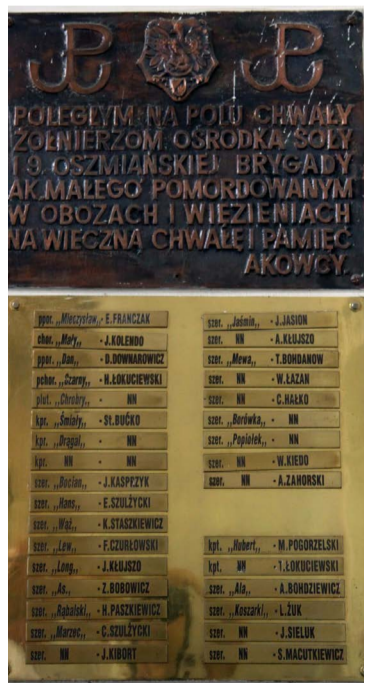 POLEGŁYM NA POLU CHWAŁY
ŻOŁNIERZOM OŚRODKA SOŁY
I 9. OSZMIAŃSKIEJ BRYGADY
AK.MAŁEGO POMORDOWANYM
W OBOZACH I WIĘZIENIACH
NA WIECZNĄ CHWAŁĘ I PAMIĘĆ
AKOWCY.
ppor. ,,Mieczysław,, - E.FRANCZAK
chor. ,,Mały,, - J.KOLENDO
ppor. ,,Dan,, - D.DOWNAROWICZ
pchor. ,,Czarny,, - H.ŁOKUCIEWSKI
plut. ,,Chrobry,, - NN
kpr. ,,Śmiały,, - St.BUĆKO
kpr. ,,Drągal,, - NN
kpr. NN - NN
szer. ,,Bocian,, - J.KASPRZYK
szer. ,,Hans,, - E.SZULŻYCKI
szer. ,,Wąż,, - K.STASZKIEWICZ
szer. ,,Lew,, - F.CZURŁOWSKI
szer. ,,Long,, - J.KŁUJSZO
szer. ,,As,, - Z.BOBOWICZ
szer. ,,Rąbalski,, - H.PASZKIEWICZ
szer. ,,Marzec,, - C.SZULŻYCKI
szer. NN - J.KIBORT
szer. ,,Jaśmin,, - J.JASION
szer. NN - A.KŁUJSZO
szer. ,,Mewa,, - T.BOHDANOW
szer. NN - W.ŁAZAN
szer. NN - C.HAŁKO
szer. ,,Borówka,, - NN
szer. ,,Popiołek,, - NN
szer. NN - W.KIEDO
szer. NN - A.ZAHORSKI
kpt. ,,Hubert,, - M.POGORZELSKI
kpt. NN - T.ŁOKUCIEWSKI
szer. ,,Ala,, - A.BOHDZIEWICZ
szer. ,,Koszarki,, - L.ŻUK
szer. NN - J.SIELUK
szer. NN - S.MACUTKIEWICZ